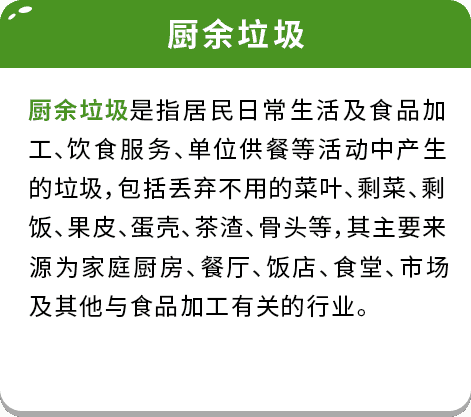 厨余垃圾
厨余垃圾是指居民日常生活及食品加
工、饮食服务、单位供餐等活动中产生
的垃圾，包括丢弃不用的菜叶、剩菜、剩
饭、果皮、蛋壳、茶渣、骨头等，其主要来
源为家庭厨房、餐厅、饭店、食堂、市场
及其他与食品加工有关的行业。